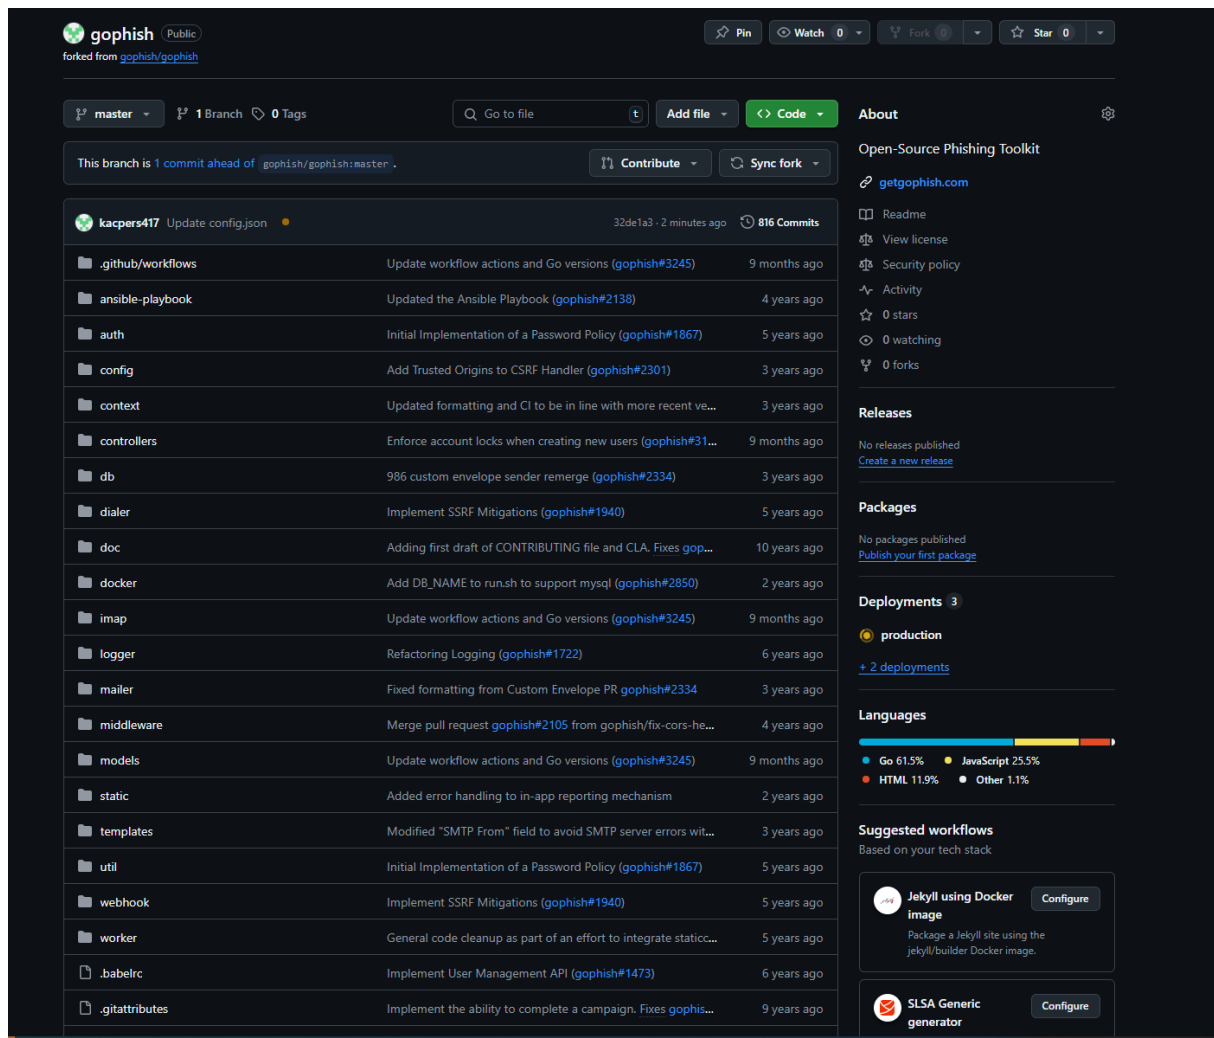 gophish Public
Pin
Watch 0
Fork 0
Star 0
forked from gophish/gophish
master
1 Branch
0 Tags
Go to file
t
Add file
Code
This branch is 1 commit ahead of gophish/gophish:master .
Contribute
Sync fork
kacpers417 Update config.json
32de1a3 · 2 minutes ago
816 Commits
.github/workflows Update workflow actions and Go versions (gophish#3245) 9 months ago
ansible-playbook Updated the Ansible Playbook (gophish#2138) 4 years ago
auth Initial Implementation of a Password Policy (gophish#1867) 5 years ago
config Add Trusted Origins to CSRF Handler (gophish#2301) 3 years ago
context Updated formatting and CI to be in line with more recent ve... 3 years ago
controllers Enforce account locks when creating new users (gophish#31... 9 months ago
db 986 custom envelope sender remerge (gophish#2334) 3 years ago
dialer Implement SSRF Mitigations (gophish#1940) 5 years ago
doc Adding first draft of CONTRIBUTING file and CLA. Fixes gop... 10 years ago
docker Add DB_NAME to run.sh to support mysql (gophish#2850) 2 years ago
imap Update workflow actions and Go versions (gophish#3245) 9 months ago
logger Refactoring Logging (gophish#1722) 6 years ago
mailer Fixed formatting from Custom Envelope PR gophish#2334 3 years ago
middleware Merge pull request gophish#2105 from gophish/fix-cors-he... 4 years ago
models Update workflow actions and Go versions (gophish#3245) 9 months ago
static Added error handling to in-app reporting mechanism 2 years ago
templates Modified "SMTP From" field to avoid SMTP server errors wit... 3 years ago
util Initial Implementation of a Password Policy (gophish#1867) 5 years ago
webhook Implement SSRF Mitigations (gophish#1940) 5 years ago
worker General code cleanup as part of an effort to integrate staticc... 5 years ago
.babelrc Implement User Management API (gophish#1473) 6 years ago
.gitattributes Implement the ability to complete a campaign. Fixes gophis... 9 years ago
About
Open-Source Phishing Toolkit
getgophish.com
Readme
View license
Security policy
Activity
0 stars
0 watching
0 forks
Releases
No releases published
Create a new release
Packages
No packages published
Publish your first package
Deployments 3
production
+ 2 deployments
Languages
Go 61.5% JavaScript 25.5%
HTML 11.9% Other 1.1%
Suggested workflows
Based on your tech stack
Jekyll using Docker
image
Configure
Package a Jekyll site using the
jekyll/builder Docker image.
SLSA Generic
generator
Configure